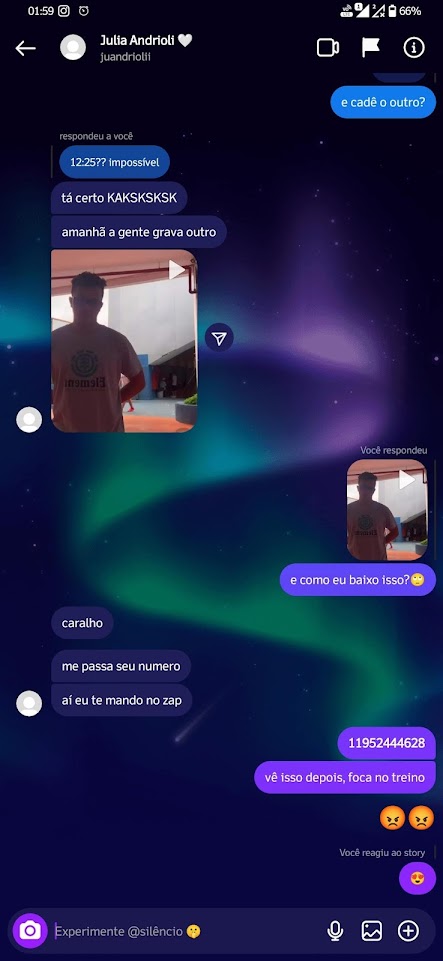 01:59
66%
Julia Andrioli 🤍
juandriolii
e cadê o outro?
respondeu a você
12:25?? impossível
tá certo KAKSKSKSK
amanhã a gente grava outro
Você respondeu
e como eu baixo isso?🙄
caralho
me passa seu numero
aí eu te mando no zap
11952444628
vê isso depois, foca no treino
😡😡
Você reagiu ao story
😍
Experimente @silêncio 🤫